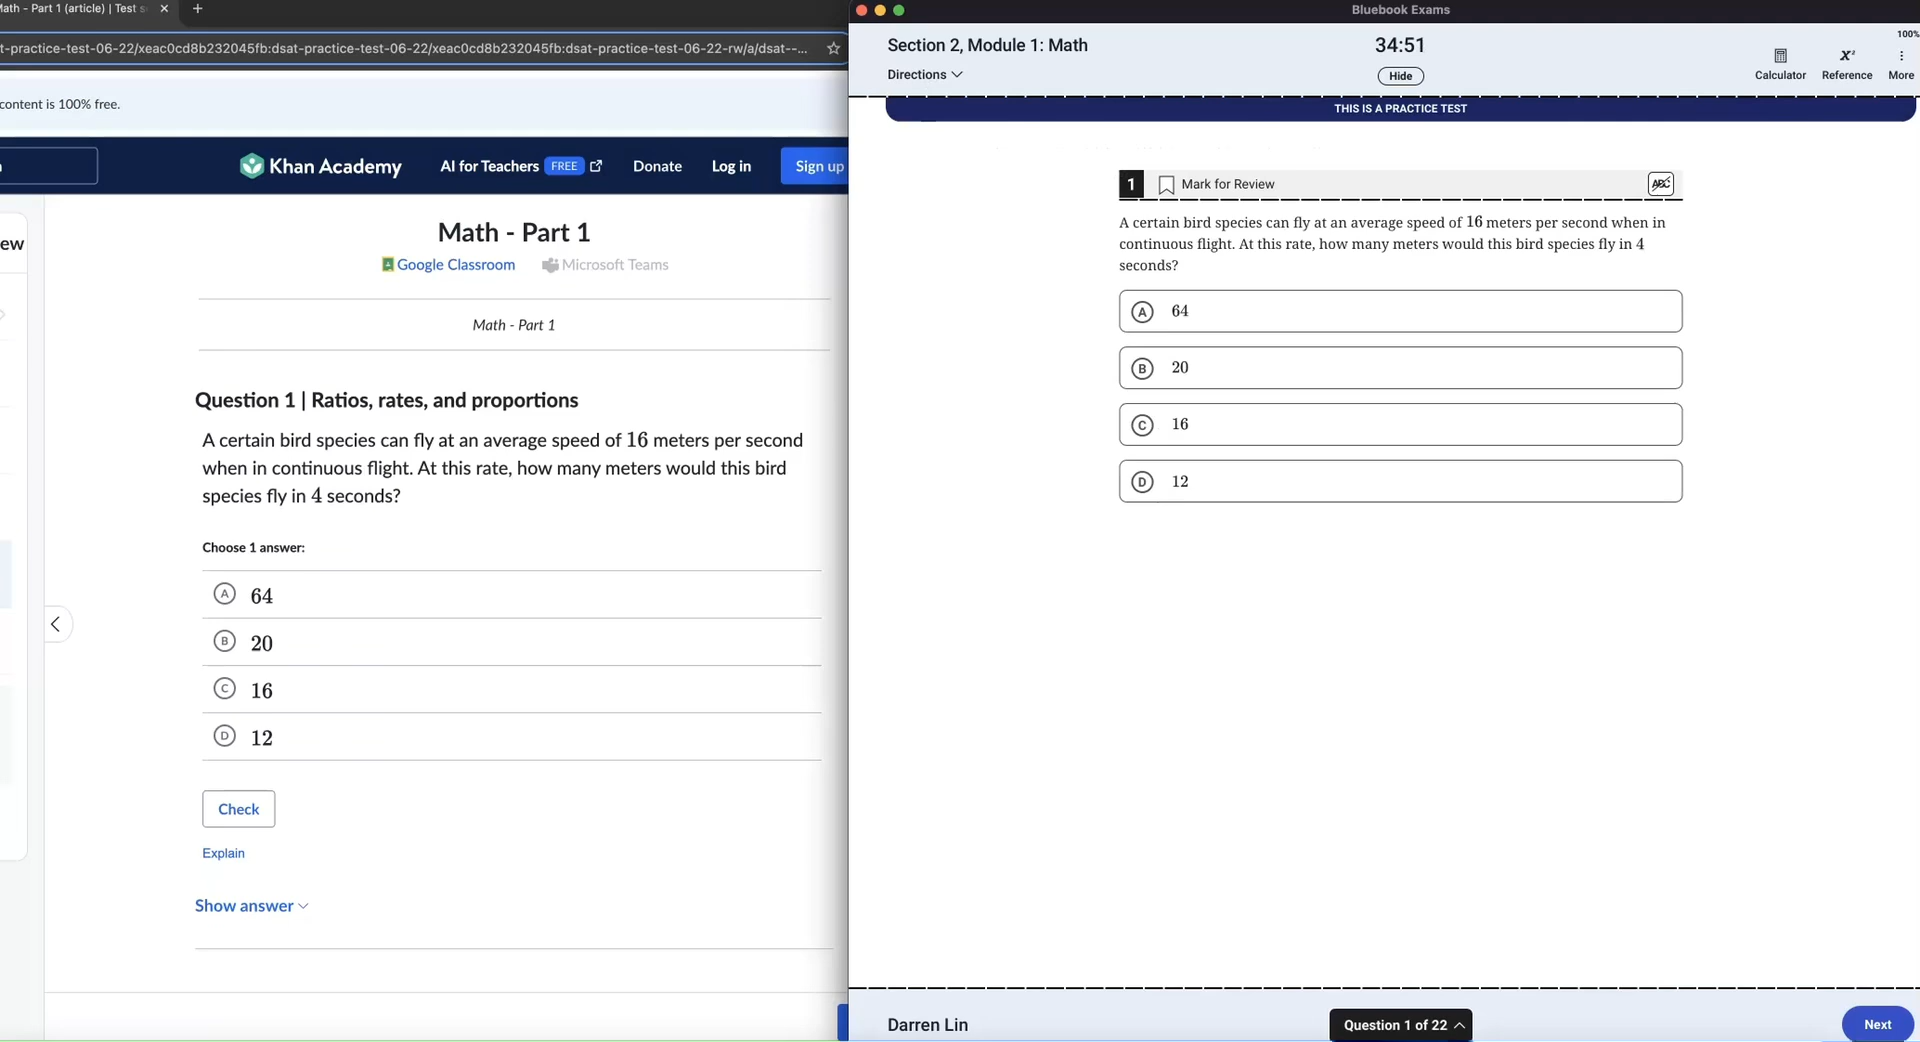 Math - Part 1 (article) | Test
t-practice-test-06-22/xeac0cd8b232045fb:dsat-practice-test-06-22/xeac0cd8b232045fb:dsat-practice-test-06-22-rw/a/dsat--...
content is 100% free.
Khan Academy
AI for Teachers FREE
Donate
Log in
Sign up
ew
Math - Part 1
Google Classroom
Microsoft Teams
Math - Part 1
Question 1 | Ratios, rates, and proportions
A certain bird species can fly at an average speed of 16 meters per second
when in continuous flight. At this rate, how many meters would this bird
species fly in 4 seconds?
Choose 1 answer:
A 64
B 20
C 16
D 12
Check
Explain
Show answer
Bluebook Exams
Section 2, Module 1: Math
Directions
34:51
Hide
100%
Calculator
Reference
More
THIS IS A PRACTICE TEST
1 Mark for Review
ABC
A certain bird species can fly at an average speed of 16 meters per second when in
continuous flight. At this rate, how many meters would this bird species fly in 4
seconds?
A 64
B 20
C 16
D 12
Darren Lin
Question 1 of 22
Next